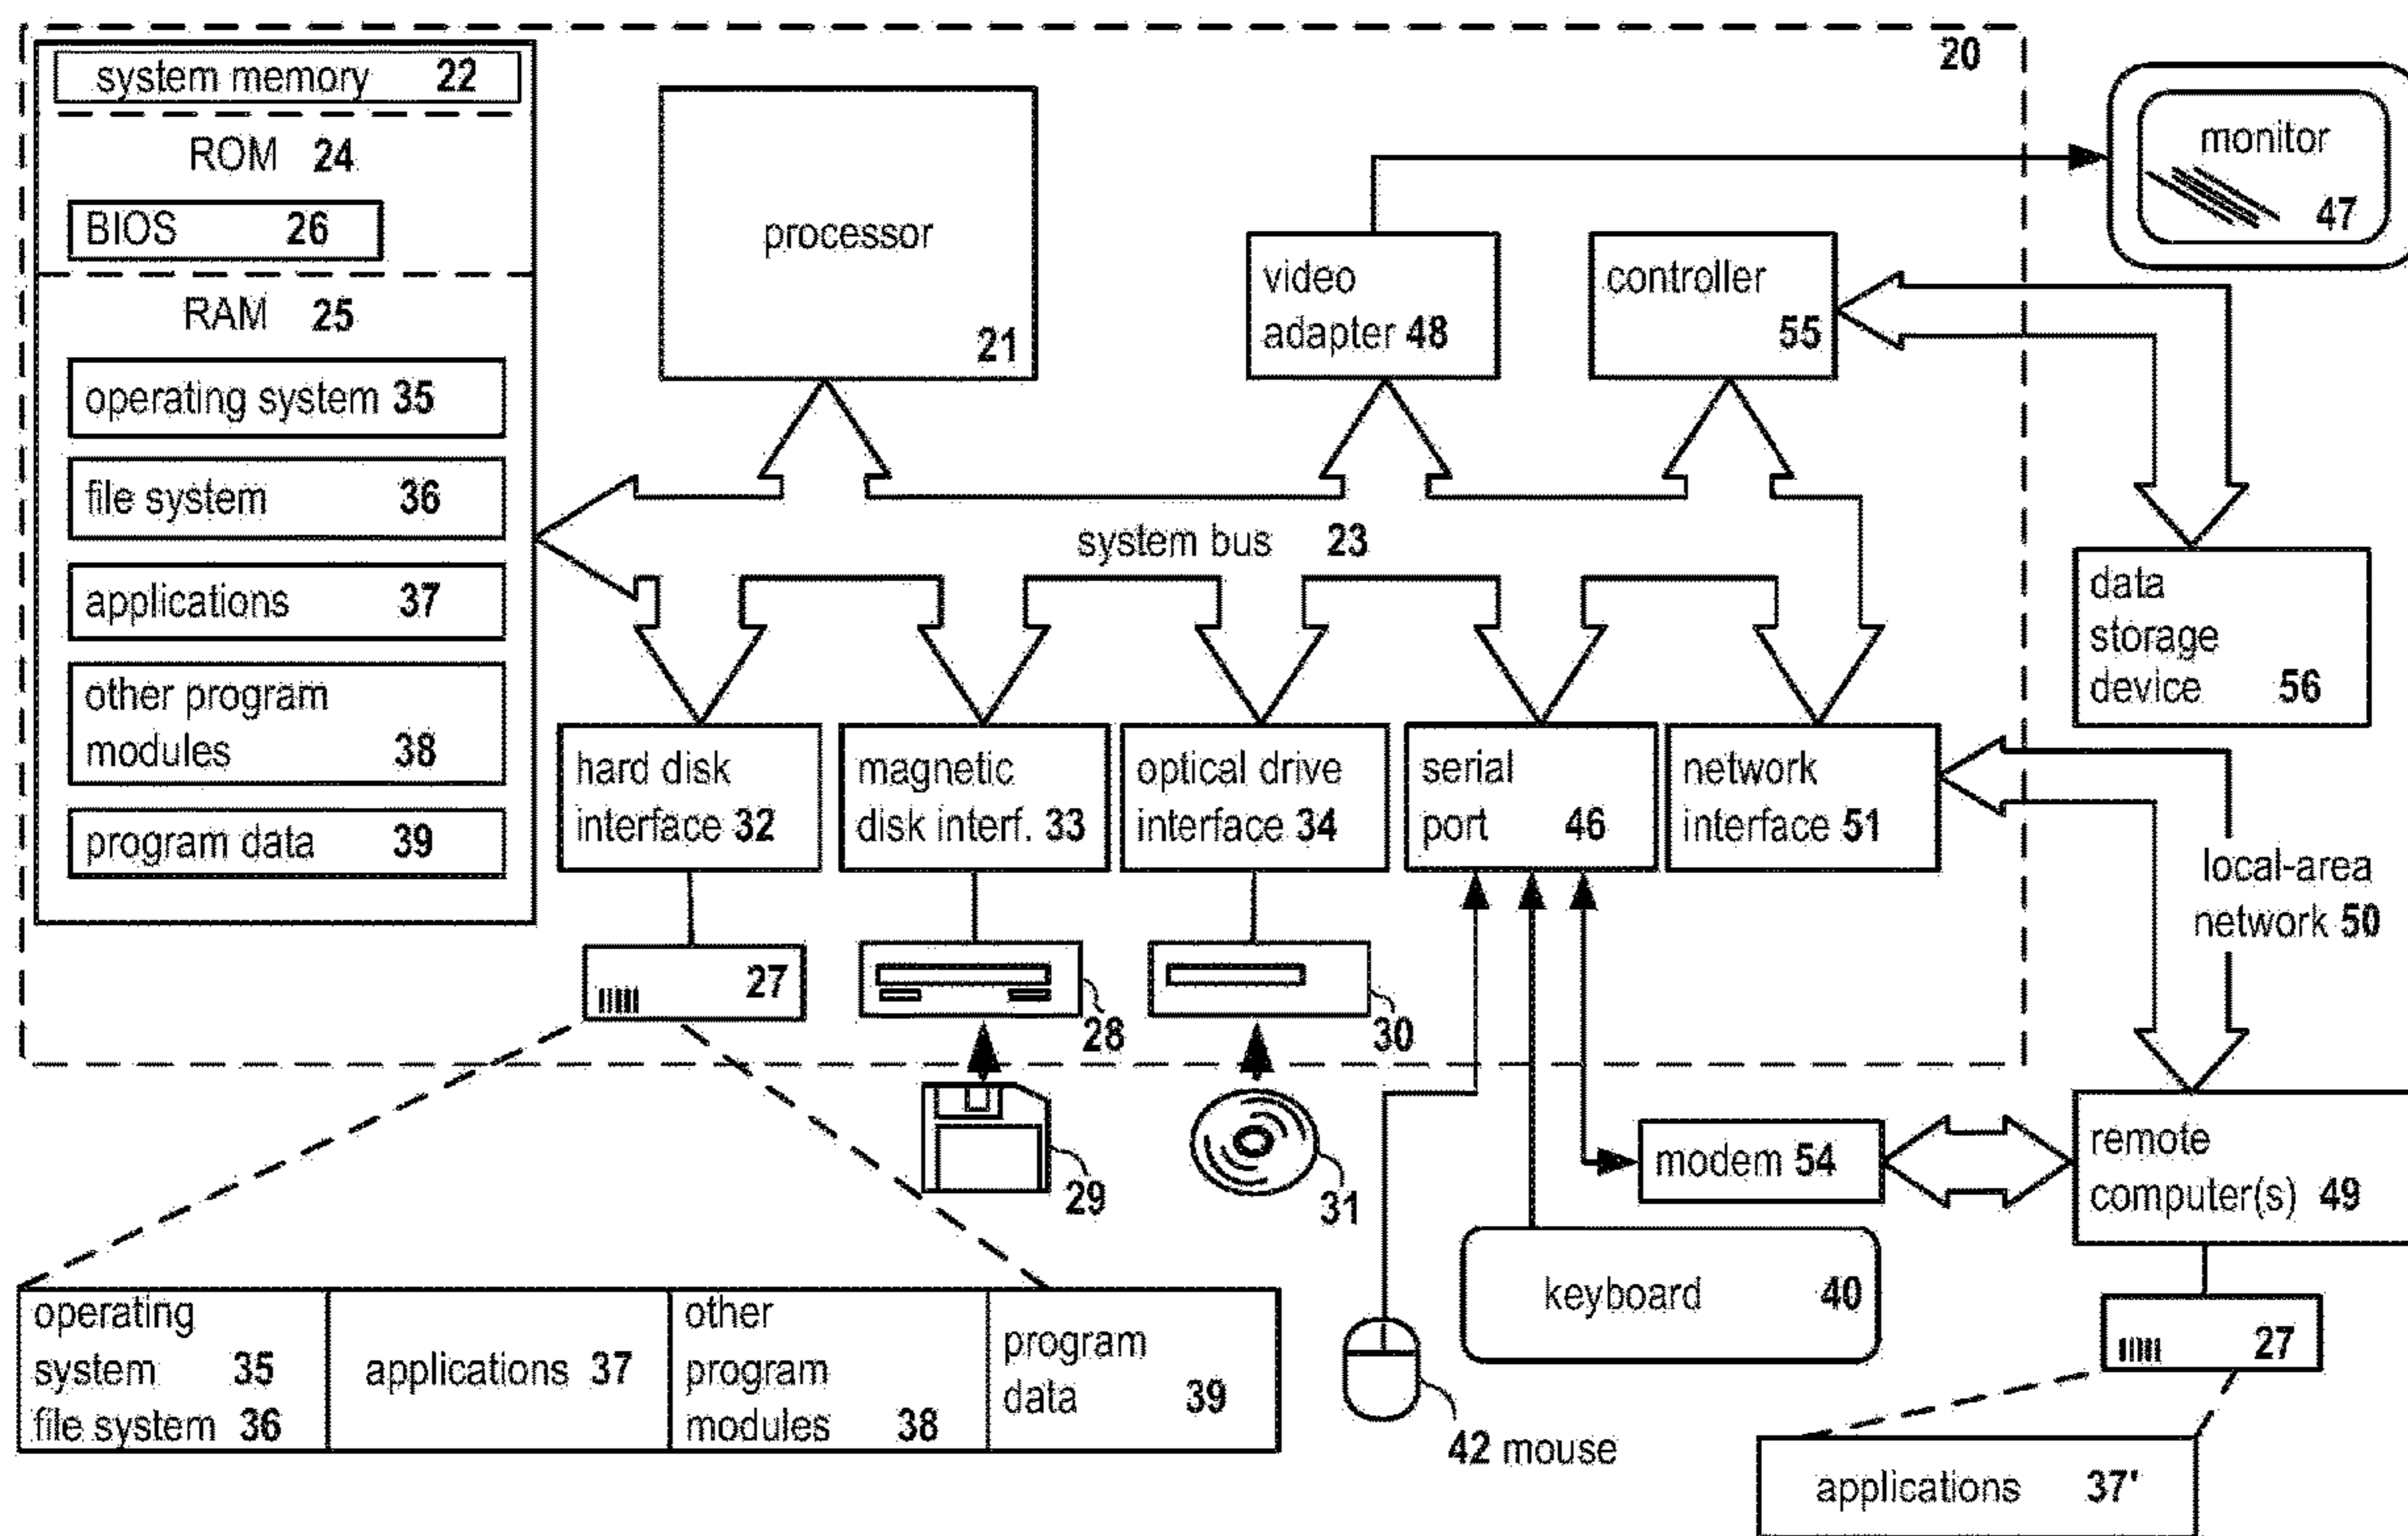 20
system memory 22
ROM 24
BIOS 26
RAM 25
operating system 35
file system 36
applications 37
other program
modules 38
program data 39
processor
21
video
adapter 48
controller
55
monitor
47
system bus 23
data
storage
device 56
hard disk
interface 32
magnetic
disk interf. 33
optical drive
interface 34
serial
port 46
network
interface 51
local-area
network 50
27
28
30
29
31
modem 54
remote
computer(s) 49
keyboard 40
27
42 mouse
operating
system 35
file system 36
applications 37
other
program
modules 38
program
data 39
applications 37'